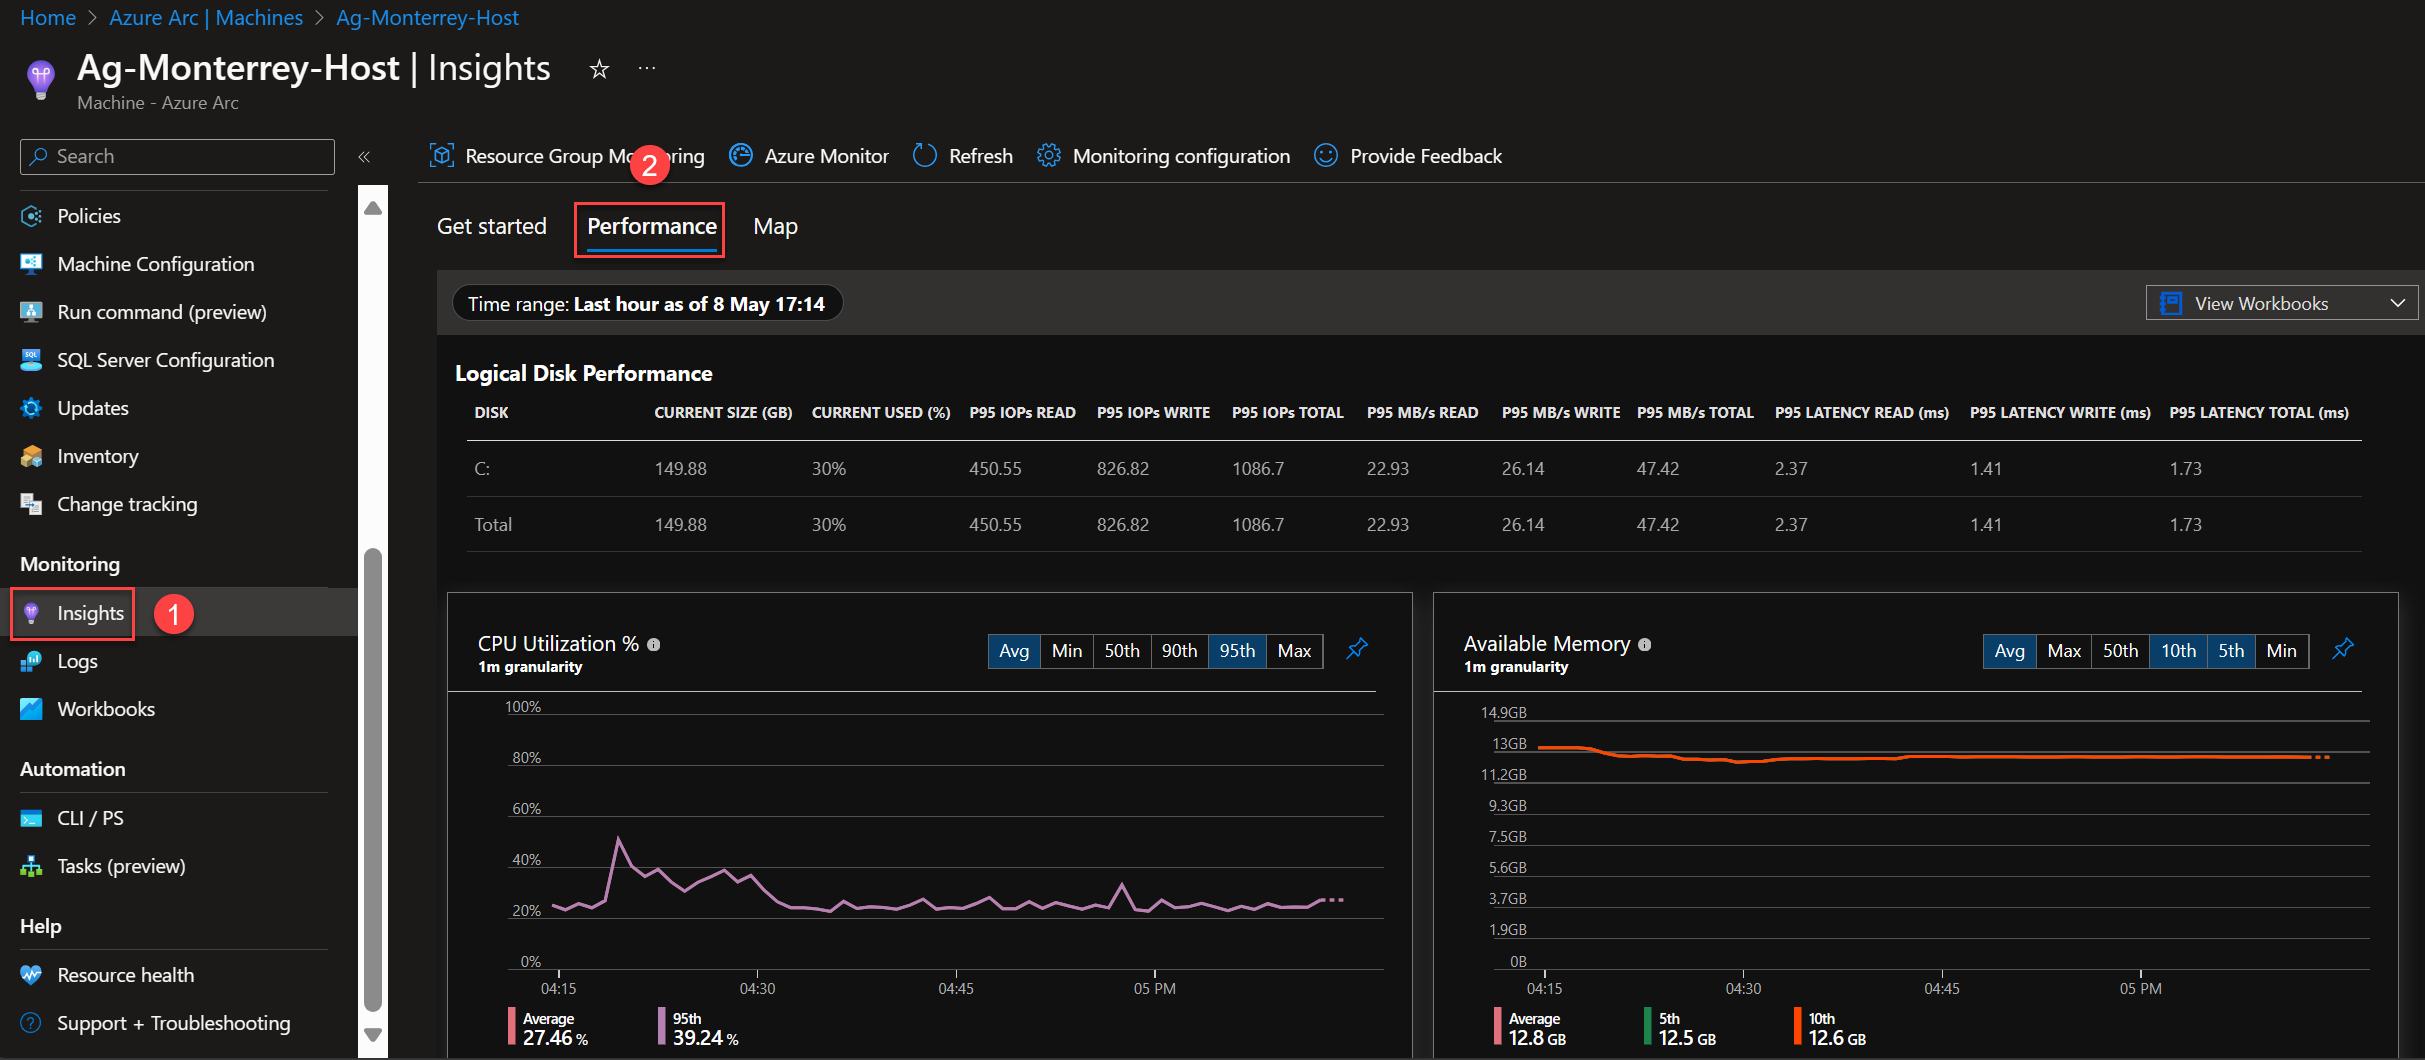 Home > Azure Arc | Machines > Ag-Monterrey-Host
Ag-Monterrey-Host | Insights
Machine - Azure Arc
Search
Policies
Machine Configuration
Run command (preview)
SQL Server Configuration
Updates
Inventory
Change tracking
Monitoring
Insights
1
Logs
Workbooks
Automation
CLI / PS
Tasks (preview)
Help
Resource health
Support + Troubleshooting
Resource Group Mo ring Azure Monitor Refresh Monitoring configuration Provide Feedback
2
Get started Performance Map
Time range: Last hour as of 8 May 17:14
View Workbooks
Logical Disk Performance
DISK CURRENT SIZE (GB) CURRENT USED (%) P95 IOPs READ P95 IOPs WRITE P95 IOPs TOTAL P95 MB/s READ P95 MB/s WRITE P95 MB/s TOTAL P95 LATENCY READ (ms) P95 LATENCY WRITE (ms) P95 LATENCY TOTAL (ms)
C: 149.88 30% 450.55 826.82 1086.7 22.93 26.14 47.42 2.37 1.41 1.73
Total 149.88 30% 450.55 826.82 1086.7 22.93 26.14 47.42 2.37 1.41 1.73
CPU Utilization %
1m granularity
Avg Min 50th 90th 95th Max
100%
80%
60%
40%
20%
0%
04:15 04:30 04:45 05 PM
Average 95th
27.46 % 39.24 %
Available Memory
1m granularity
Avg Max 50th 10th 5th Min
14.9GB
13GB
11.2GB
9.3GB
7.5GB
5.6GB
3.7GB
1.9GB
0B
04:15 04:30 04:45 05 PM
Average 5th 10th
12.8 GB 12.5 GB 12.6 GB